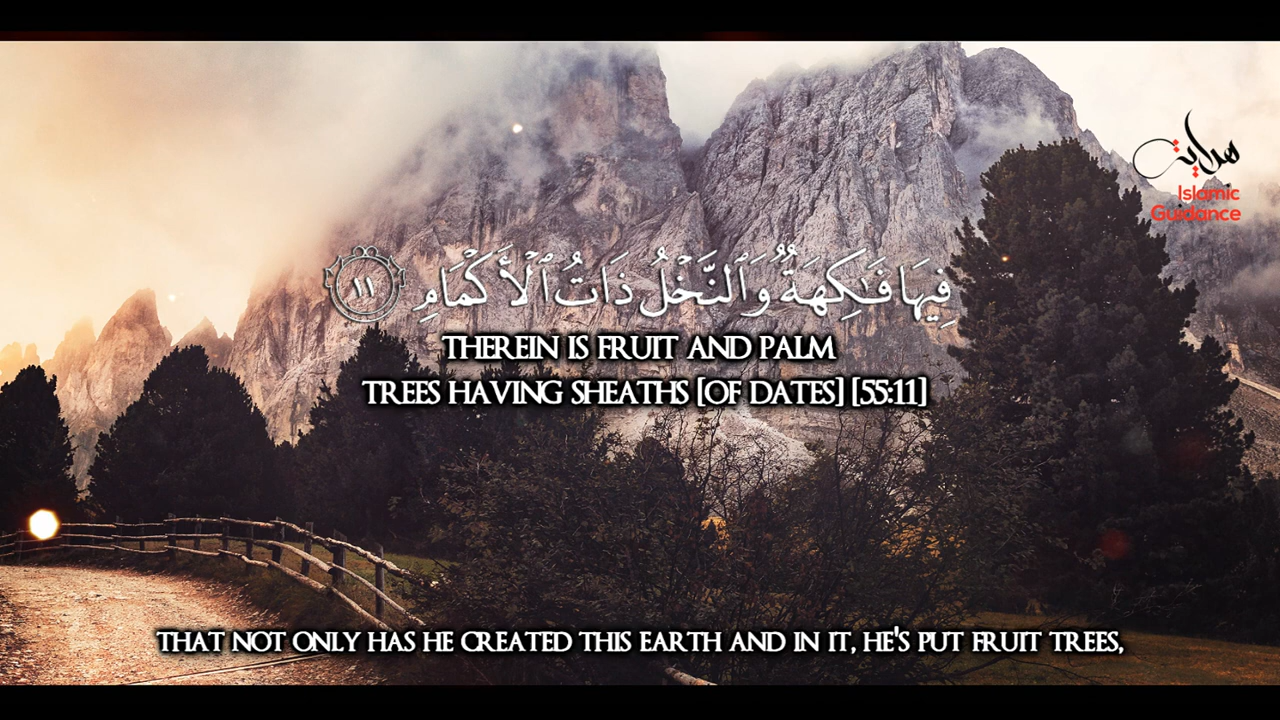 هداية
Islamic
Guidance
فِيهَا فَـٰكِهَةٌ وَٱلنَّخْلُ ذَاتُ ٱلْأَكْمَامِ ١١
THEREIN IS FRUIT AND PALM
TREES HAVING SHEATHS [OF DATES] [55:11]
THAT NOT ONLY HAS HE CREATED THIS EARTH AND IN IT, HE'S PUT FRUIT TREES,